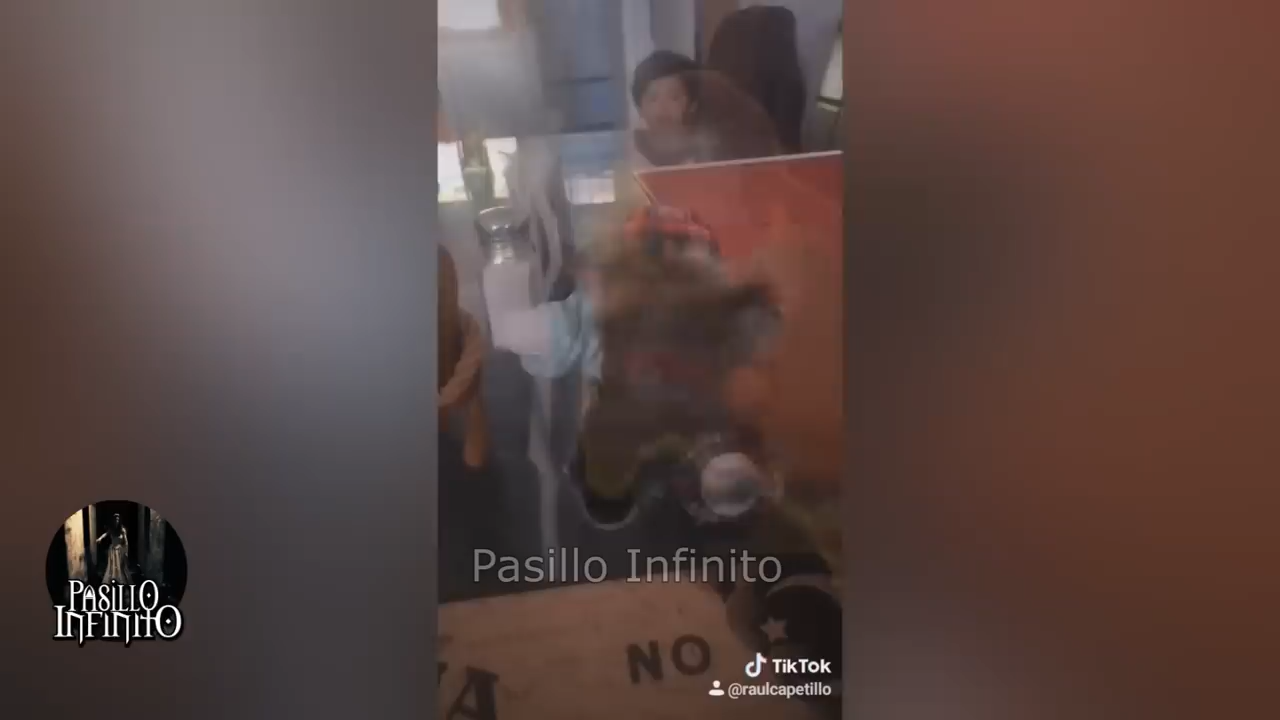 PASILLO
INFINITO
Pasillo Infinito
NO
TikTok
@raulcapetillo